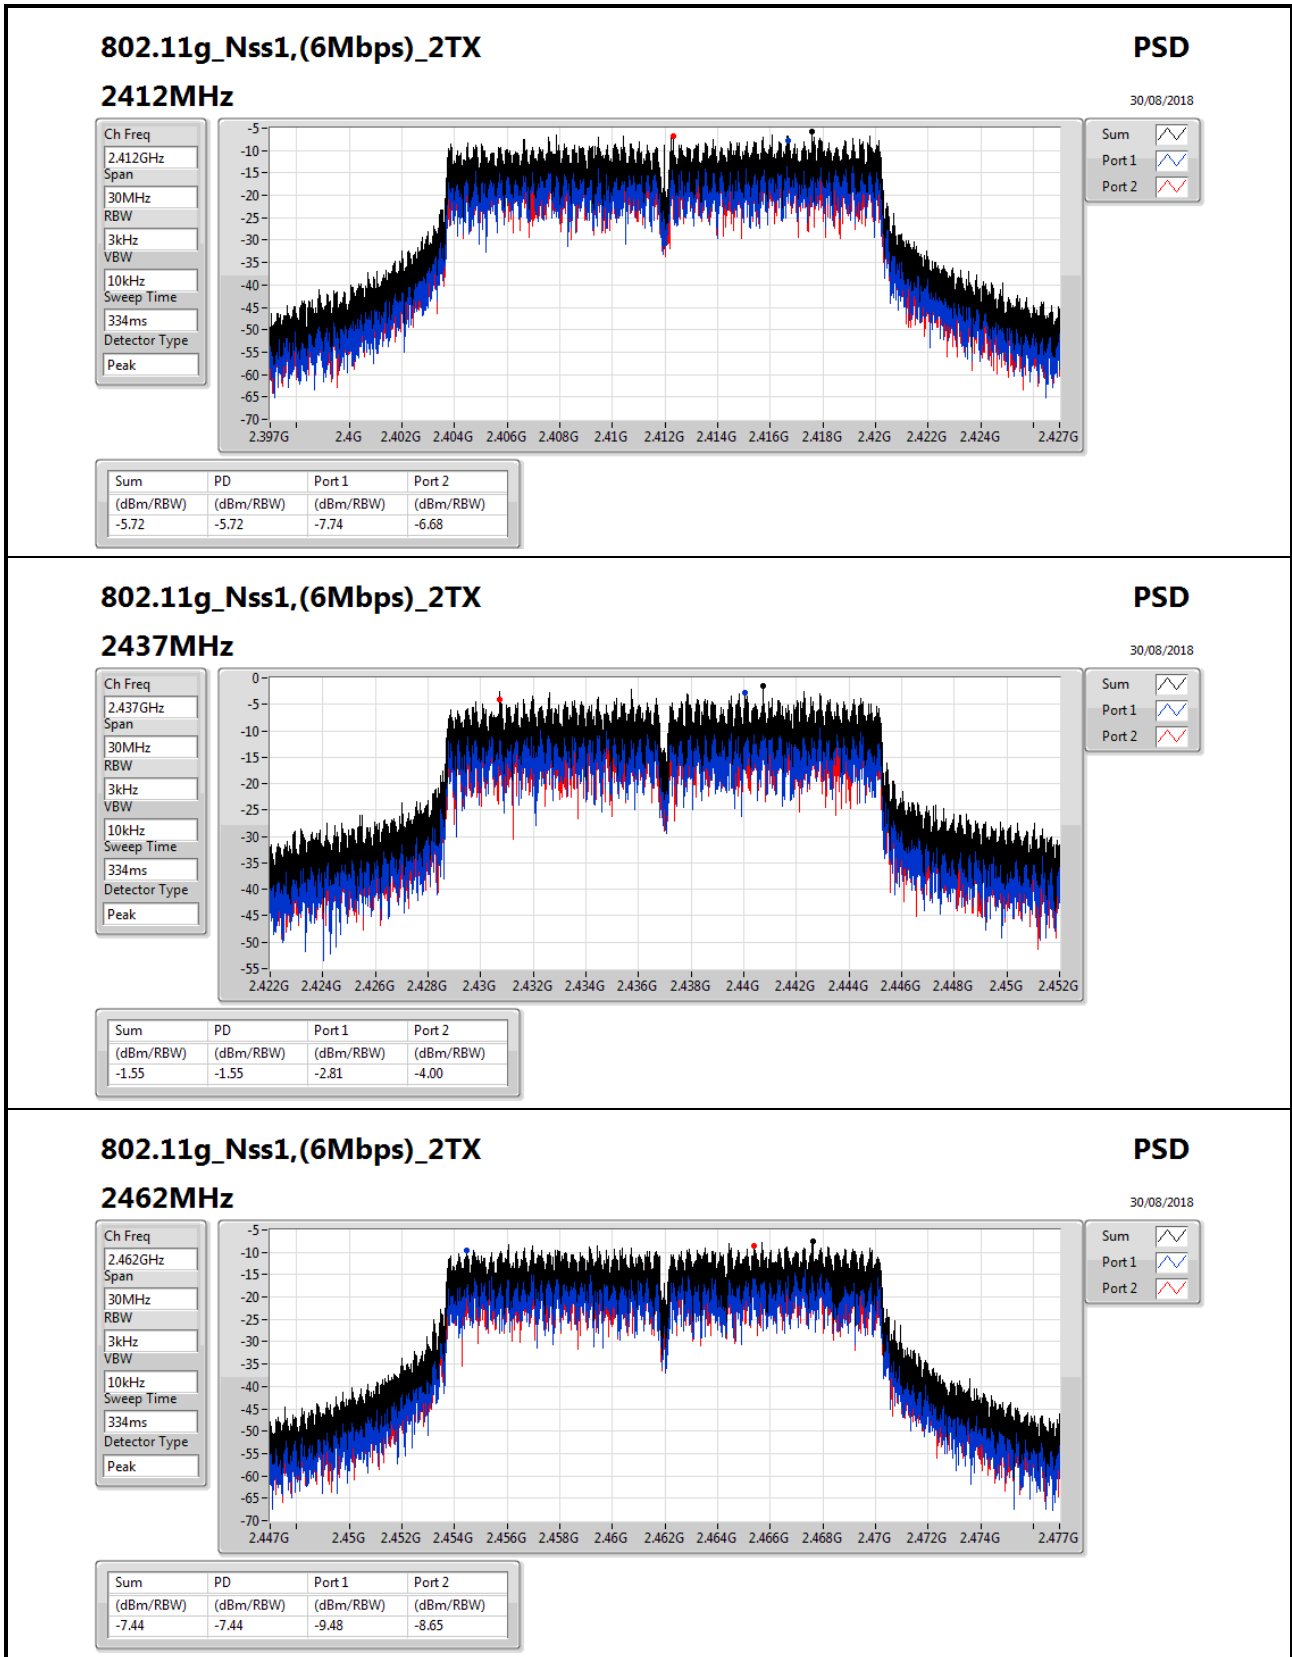 802.11g_Nss1,(6Mbps)_2TX PSD
2412MHz 30/08/2018
Ch Freq
2.412GHz
Span
30MHz
RBW
3kHz
VBW
10kHz
Sweep Time
334ms
Detector Type
Peak
-5
-10
-15
-20
-25
-30
-35
-40
-45
-50
-55
-60
-65
-70
2.397G 2.4G 2.402G 2.404G 2.406G 2.408G 2.41G 2.412G 2.414G 2.416G 2.418G 2.42G 2.422G 2.424G 2.427G
Sum
Port 1
Port 2
Sum PD Port 1 Port 2
(dBm/RBW) (dBm/RBW) (dBm/RBW) (dBm/RBW)
-5.72 -5.72 -7.74 -6.68
802.11g_Nss1,(6Mbps)_2TX PSD
2437MHz 30/08/2018
Ch Freq
2.437GHz
Span
30MHz
RBW
3kHz
VBW
10kHz
Sweep Time
334ms
Detector Type
Peak
0
-5
-10
-15
-20
-25
-30
-35
-40
-45
-50
-55
2.422G 2.424G 2.426G 2.428G 2.43G 2.432G 2.434G 2.436G 2.438G 2.44G 2.442G 2.444G 2.446G 2.448G 2.45G 2.452G
Sum
Port 1
Port 2
Sum PD Port 1 Port 2
(dBm/RBW) (dBm/RBW) (dBm/RBW) (dBm/RBW)
-1.55 -1.55 -2.81 -4.00
802.11g_Nss1,(6Mbps)_2TX PSD
2462MHz 30/08/2018
Ch Freq
2.462GHz
Span
30MHz
RBW
3kHz
VBW
10kHz
Sweep Time
334ms
Detector Type
Peak
-5
-10
-15
-20
-25
-30
-35
-40
-45
-50
-55
-60
-65
-70
2.447G 2.45G 2.452G 2.454G 2.456G 2.458G 2.46G 2.462G 2.464G 2.466G 2.468G 2.47G 2.472G 2.474G 2.477G
Sum
Port 1
Port 2
Sum PD Port 1 Port 2
(dBm/RBW) (dBm/RBW) (dBm/RBW) (dBm/RBW)
-7.44 -7.44 -9.48 -8.65